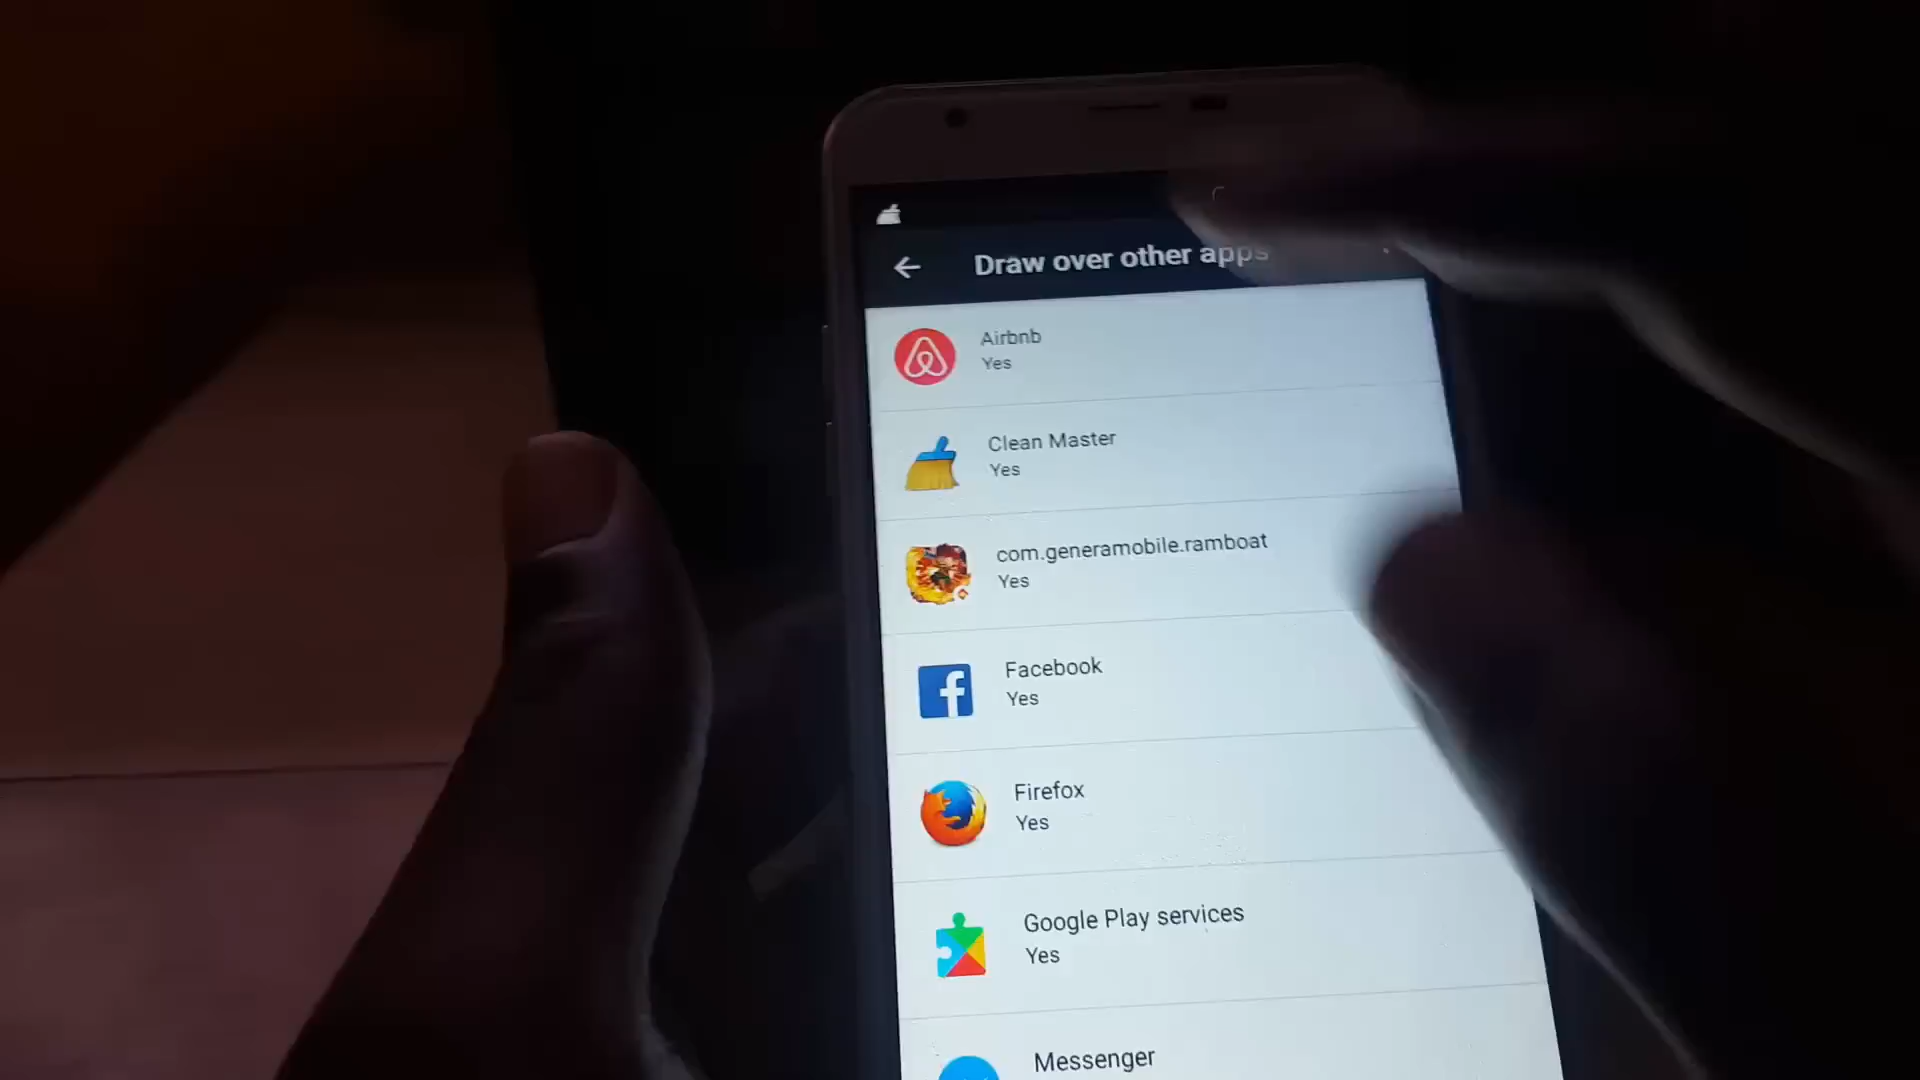 Draw over other apps
Airbnb
Yes
Clean Master
Yes
com.generamobile.ramboat
Yes
Facebook
Yes
Firefox
Yes
Google Play services
Yes
Messenger